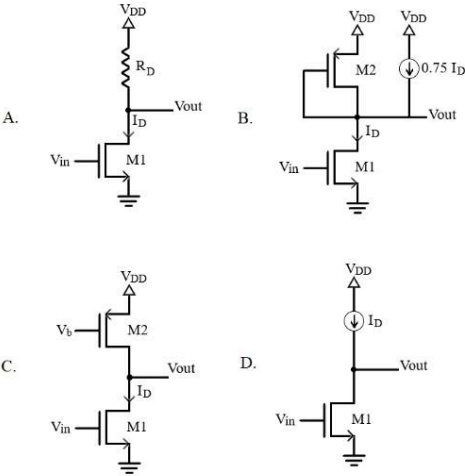 A.
VDD
RD
Vout
ID
Vin
M1
B.
VDD
VDD
M2
0.75 ID
Vout
ID
Vin
M1
C.
VDD
Vb
M2
Vout
ID
Vin
M1
D.
VDD
ID
Vout
Vin
M1